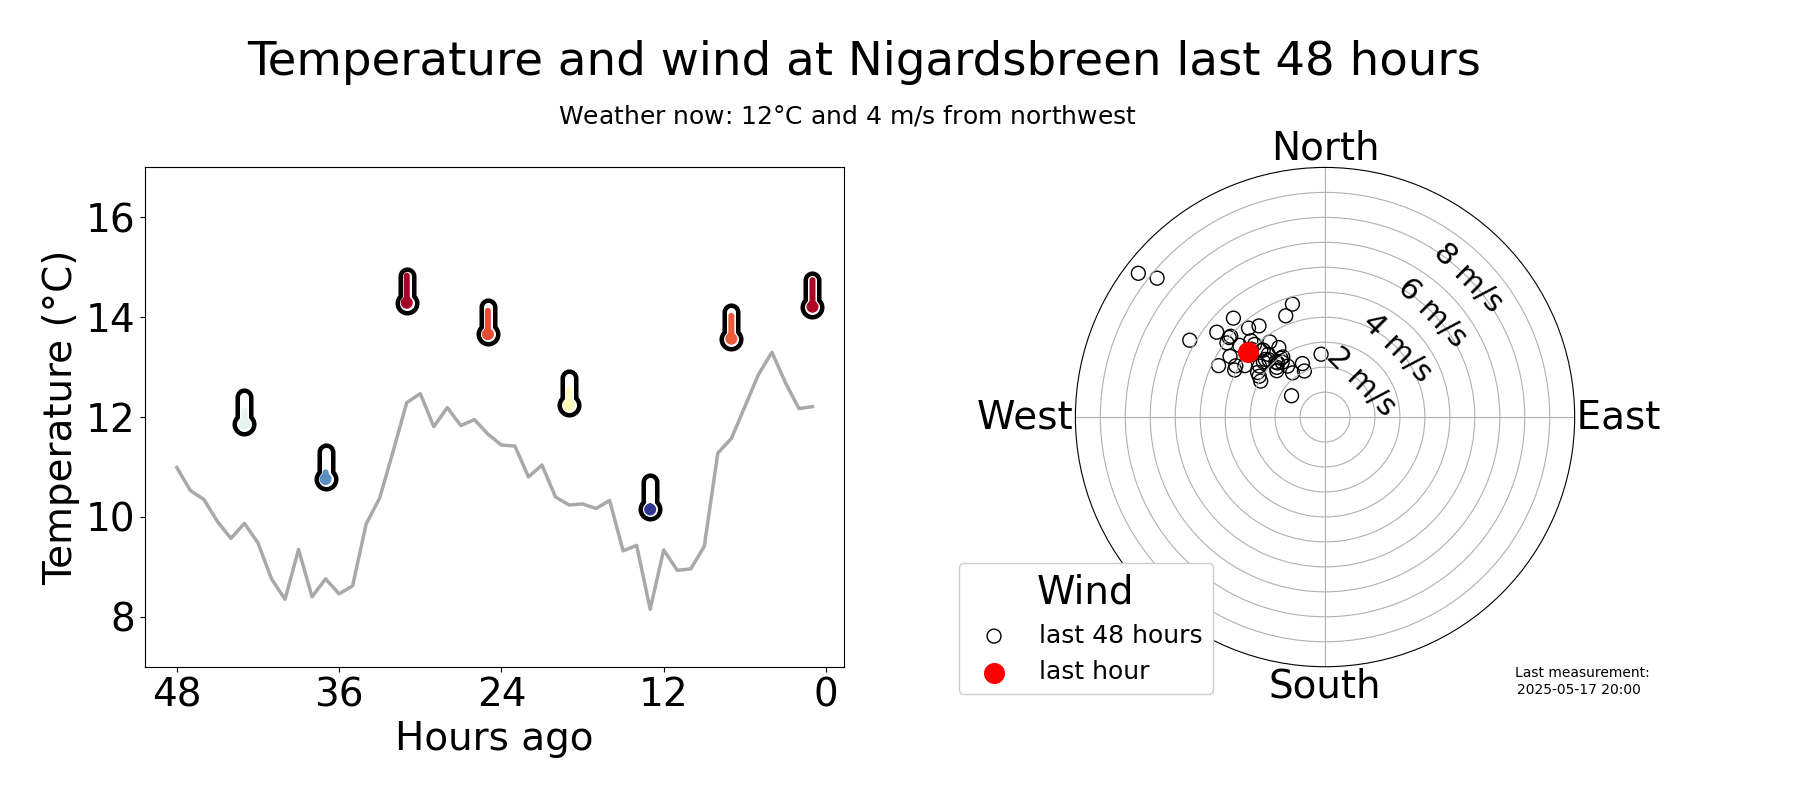 Temperature and wind at Nigardsbreen last 48 hours
Weather now: 12°C and 4 m/s from northwest
Temperature (°C)
16
14
12
10
8
48
36
24
12
0
Hours ago
North
West
East
South
8 m/s
6 m/s
4 m/s
2 m/s
Wind
last 48 hours
last hour
Last measurement:
2025-05-17 20:00